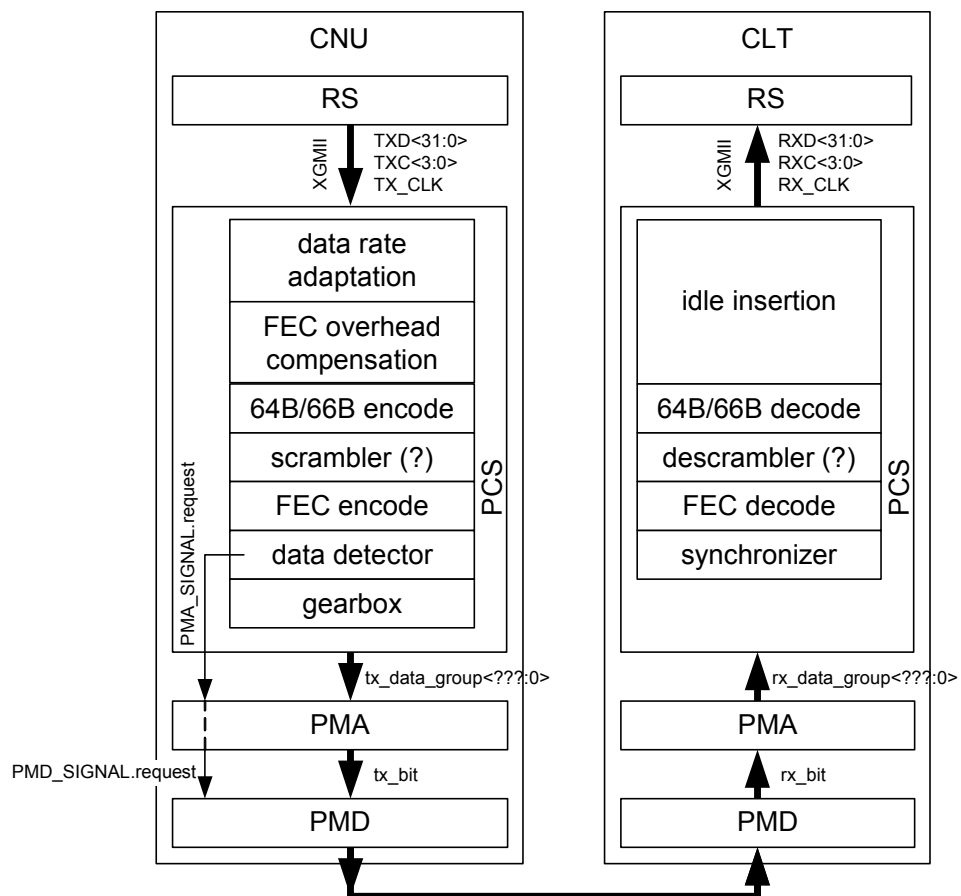 CNU
RS
XGMII
TXD<31:0>
TXC<3:0>
TX_CLK
data rate
adaptation
FEC overhead
compensation
64B/66B encode
scrambler (?)
FEC encode
data detector
gearbox
PCS
PMA_SIGNAL.request
tx_data_group<???:0>
PMA
PMD_SIGNAL.request
tx_bit
PMD
CLT
RS
XGMII
RXD<31:0>
RXC<3:0>
RX_CLK
idle insertion
64B/66B decode
descrambler (?)
FEC decode
synchronizer
PCS
rx_data_group<???:0>
PMA
rx_bit
PMD